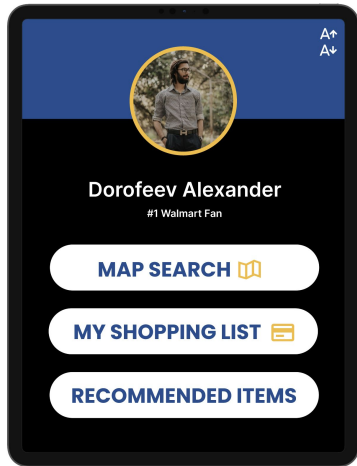 A↑
A↓
Dorofeev Alexander
#1 Walmart Fan
MAP SEARCH
MY SHOPPING LIST
RECOMMENDED ITEMS